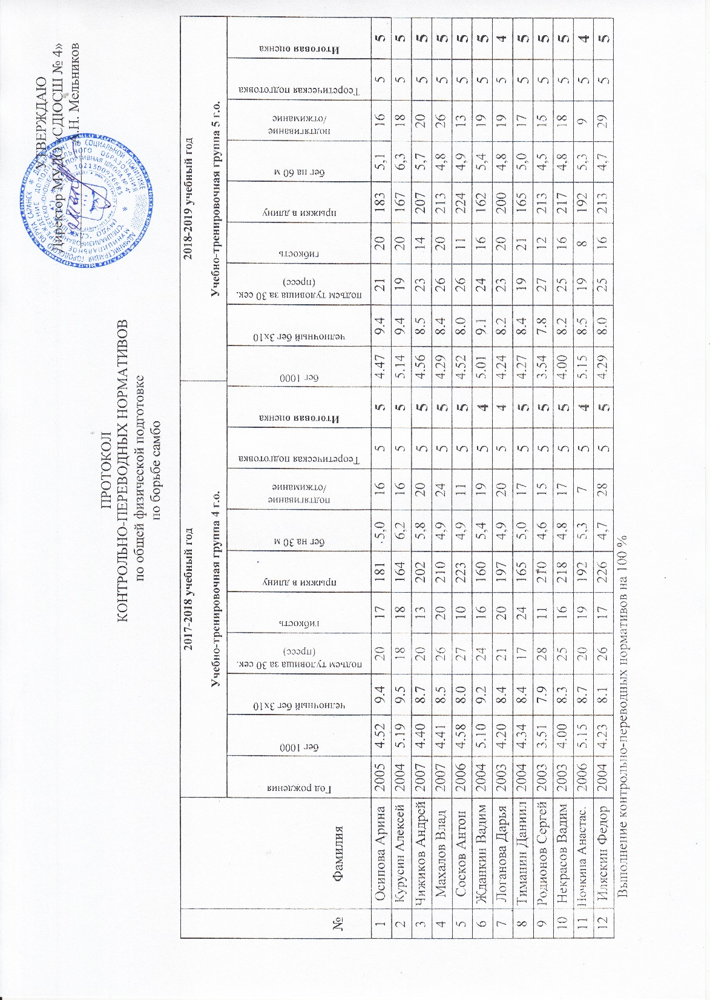 УТВЕРЖДАЮ
Директор МУДО «СДЮСШ № 4»
А.Н. Мельников
ПРОТОКОЛ
КОНТРОЛЬНО-ПЕРЕВОДНЫХ НОРМАТИВОВ
по общей физической подготовке
по борьбе самбо
2017-2018 учебный год 2018-2019 учебный год
Учебно-тренировочная группа 4 г.о. Учебно-тренировочная группа 5 г.о.
№ Фамилия Год рождения бег 1000 челночный бег 3х10 подъем туловища за 30 сек. (пресс) гибкость прыжки в длину бег на 30 м подтягивание /отжимание Теоретическая подготовка Итоговая оценка бег 1000 челночный бег 3х10 подъем туловища за 30 сек. (пресс) гибкость прыжки в длину бег на 60 м подтягивание /отжимание Теоретическая подготовка Итоговая оценка
1 Осипова Арина 2005 4.52 9.4 20 17 181 5,0 16 5 5 4.47 9.4 21 20 183 5,1 16 5 5
2 Курусин Алексей 2004 5.19 9.5 18 18 164 6,2 16 5 5 5.14 9.4 19 20 167 6,3 18 5 5
3 Чижиков Андрей 2007 4.40 8.7 20 13 202 5,8 20 5 5 4.56 8.5 23 14 207 5,7 20 5 5
4 Махалов Влад 2007 4.41 8.5 26 20 210 4,9 24 5 5 4.29 8.4 26 20 213 4,8 26 5 5
5 Сосков Антон 2006 4.58 8.0 27 10 223 4,9 11 5 5 4.52 8.0 26 11 224 4,9 13 5 5
6 Жданкин Вадим 2004 5.10 9.2 24 16 160 5,4 19 5 4 5.01 9.1 24 16 162 5,4 19 5 5
7 Логанова Дарья 2003 4.20 8.4 21 20 197 4,9 20 5 4 4.24 8.2 23 20 200 4,8 19 5 4
8 Тиманин Даниил 2004 4.34 8.4 17 24 165 5,0 17 5 5 4.27 8.4 19 21 165 5,0 17 5 5
9 Родионов Сергей 2003 3.51 7.9 28 11 210 4,6 15 5 5 3.54 7.8 27 12 213 4,5 15 5 5
10 Некрасов Вадим 2003 4.00 8.3 25 16 218 4,8 17 5 5 4.00 8.2 25 16 217 4,8 18 5 5
11 Почкина Анастас. 2006 5.15 8.7 20 19 192 5,3 7 5 4 5.15 8.5 19 8 192 5,3 9 5 4
12 Иляскин Федор 2004 4.23 8.1 26 17 226 4,7 28 5 5 4.29 8.0 25 16 213 4,7 29 5 5
Выполнение контрольно-переводных нормативов на 100 %